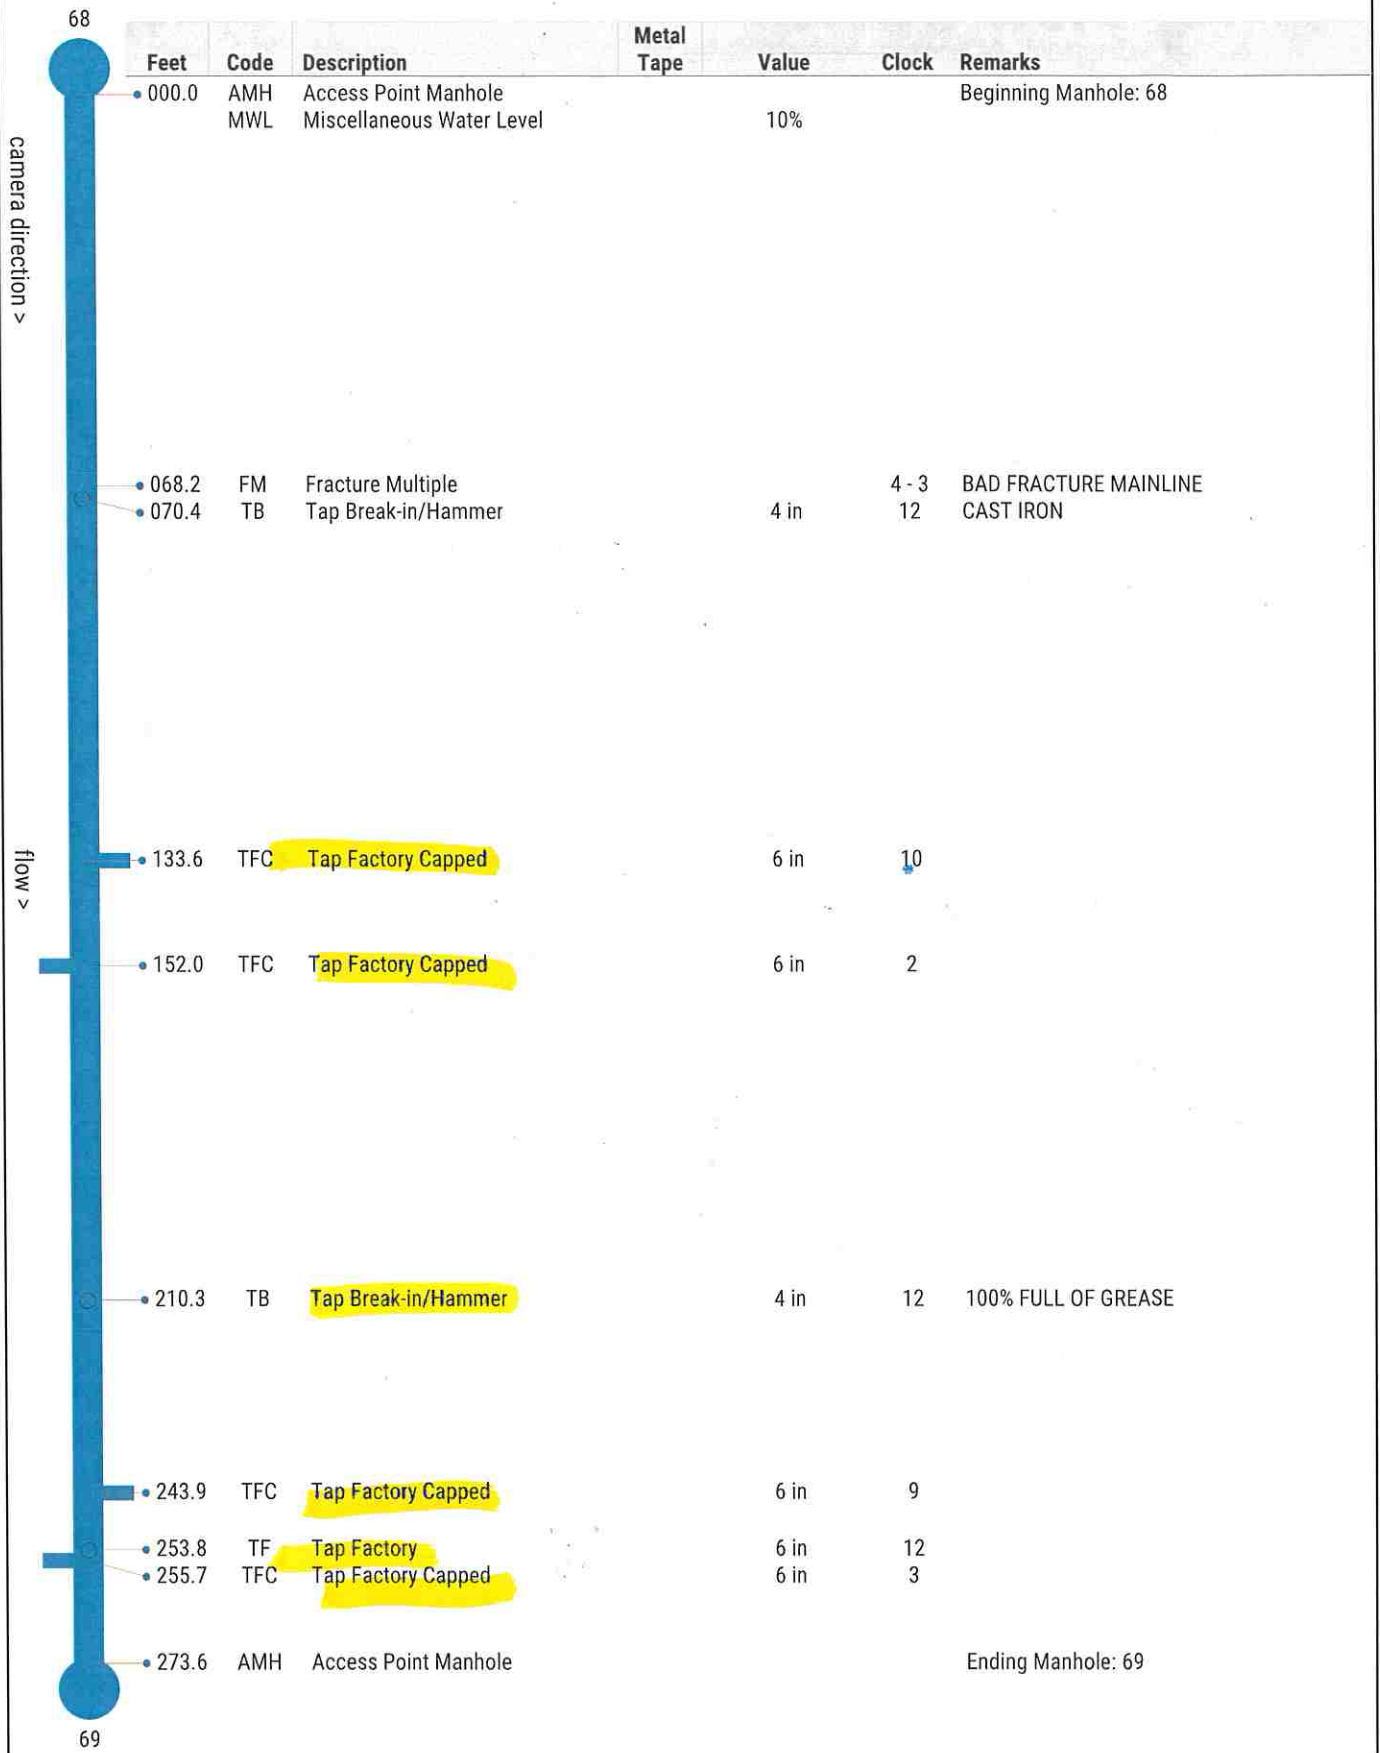 68
Metal
Feet Code Description Tape Value Clock Remarks
000.0 AMH Access Point Manhole Beginning Manhole: 68
MWL Miscellaneous Water Level 10%
camera direction >
068.2 FM Fracture Multiple 4 - 3 BAD FRACTURE MAINLINE
070.4 TB Tap Break-in/Hammer 4 in 12 CAST IRON
133.6 TFC Tap Factory Capped 6 in 10
flow >
152.0 TFC Tap Factory Capped 6 in 2
210.3 TB Tap Break-in/Hammer 4 in 12 100% FULL OF GREASE
243.9 TFC Tap Factory Capped 6 in 9
253.8 TF Tap Factory 6 in 12
255.7 TFC Tap Factory Capped 6 in 3
273.6 AMH Access Point Manhole Ending Manhole: 69
69